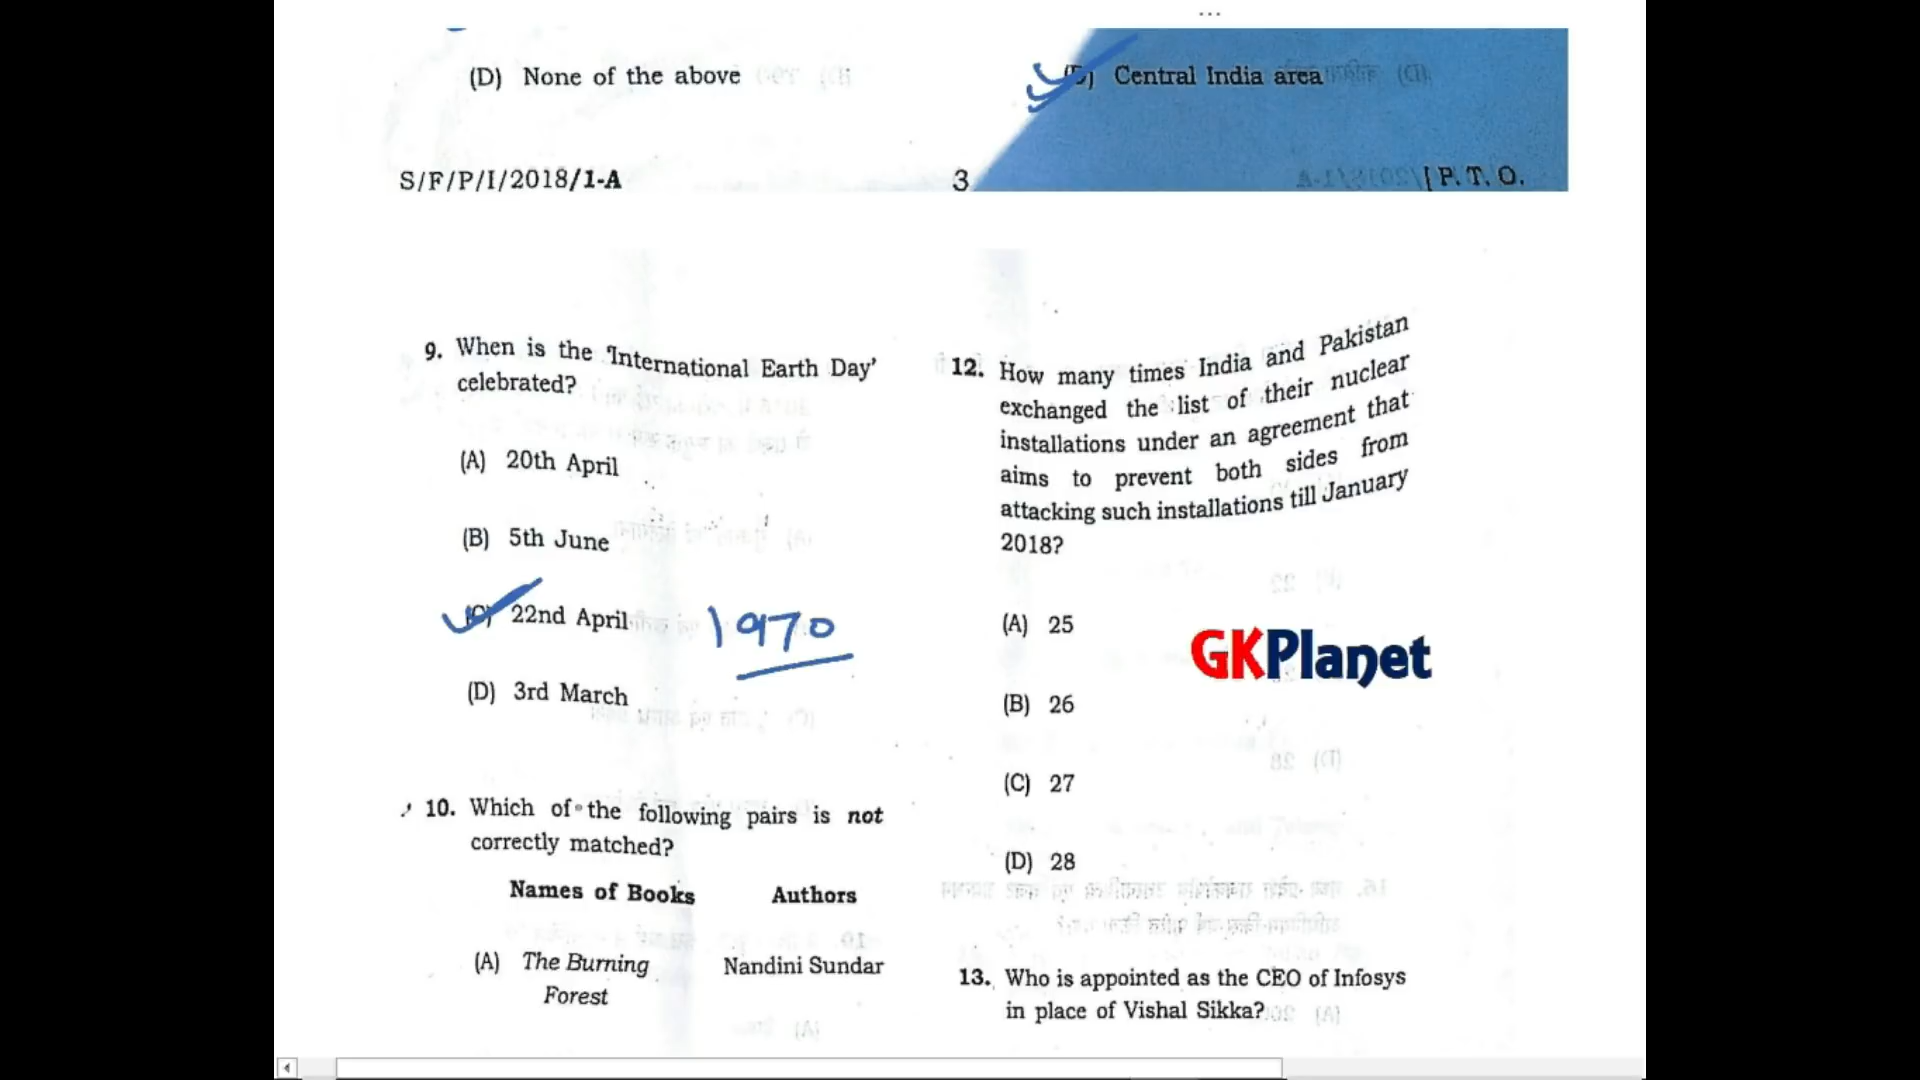 ...
(D) None of the above
(D) Central India area
S/F/P/I/2018/1-A
3
[ P. T. O.
9. When is the 'International Earth Day'
celebrated?
(A) 20th April
(B) 5th June
(C) 22nd April 1970
(D) 3rd March
10. Which of the following pairs is not
correctly matched?
Names of Books Authors
(A) The Burning Nandini Sundar
Forest
12. How many times India and Pakistan
exchanged the list of their nuclear
installations under an agreement that
aims to prevent both sides from
attacking such installations till January
2018?
(A) 25
GKPlanet
(B) 26
(C) 27
(D) 28
13. Who is appointed as the CEO of Infosys
in place of Vishal Sikka?